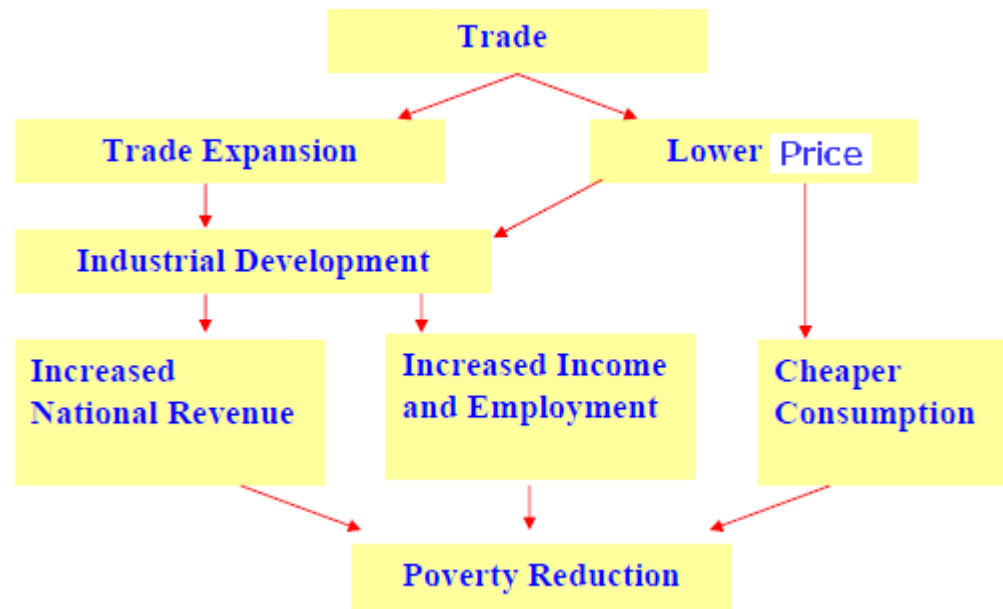 Trade
Trade Expansion
Lower Price
Industrial Development
Increased
National Revenue
Increased Income
and Employment
Cheaper
Consumption
Poverty Reduction